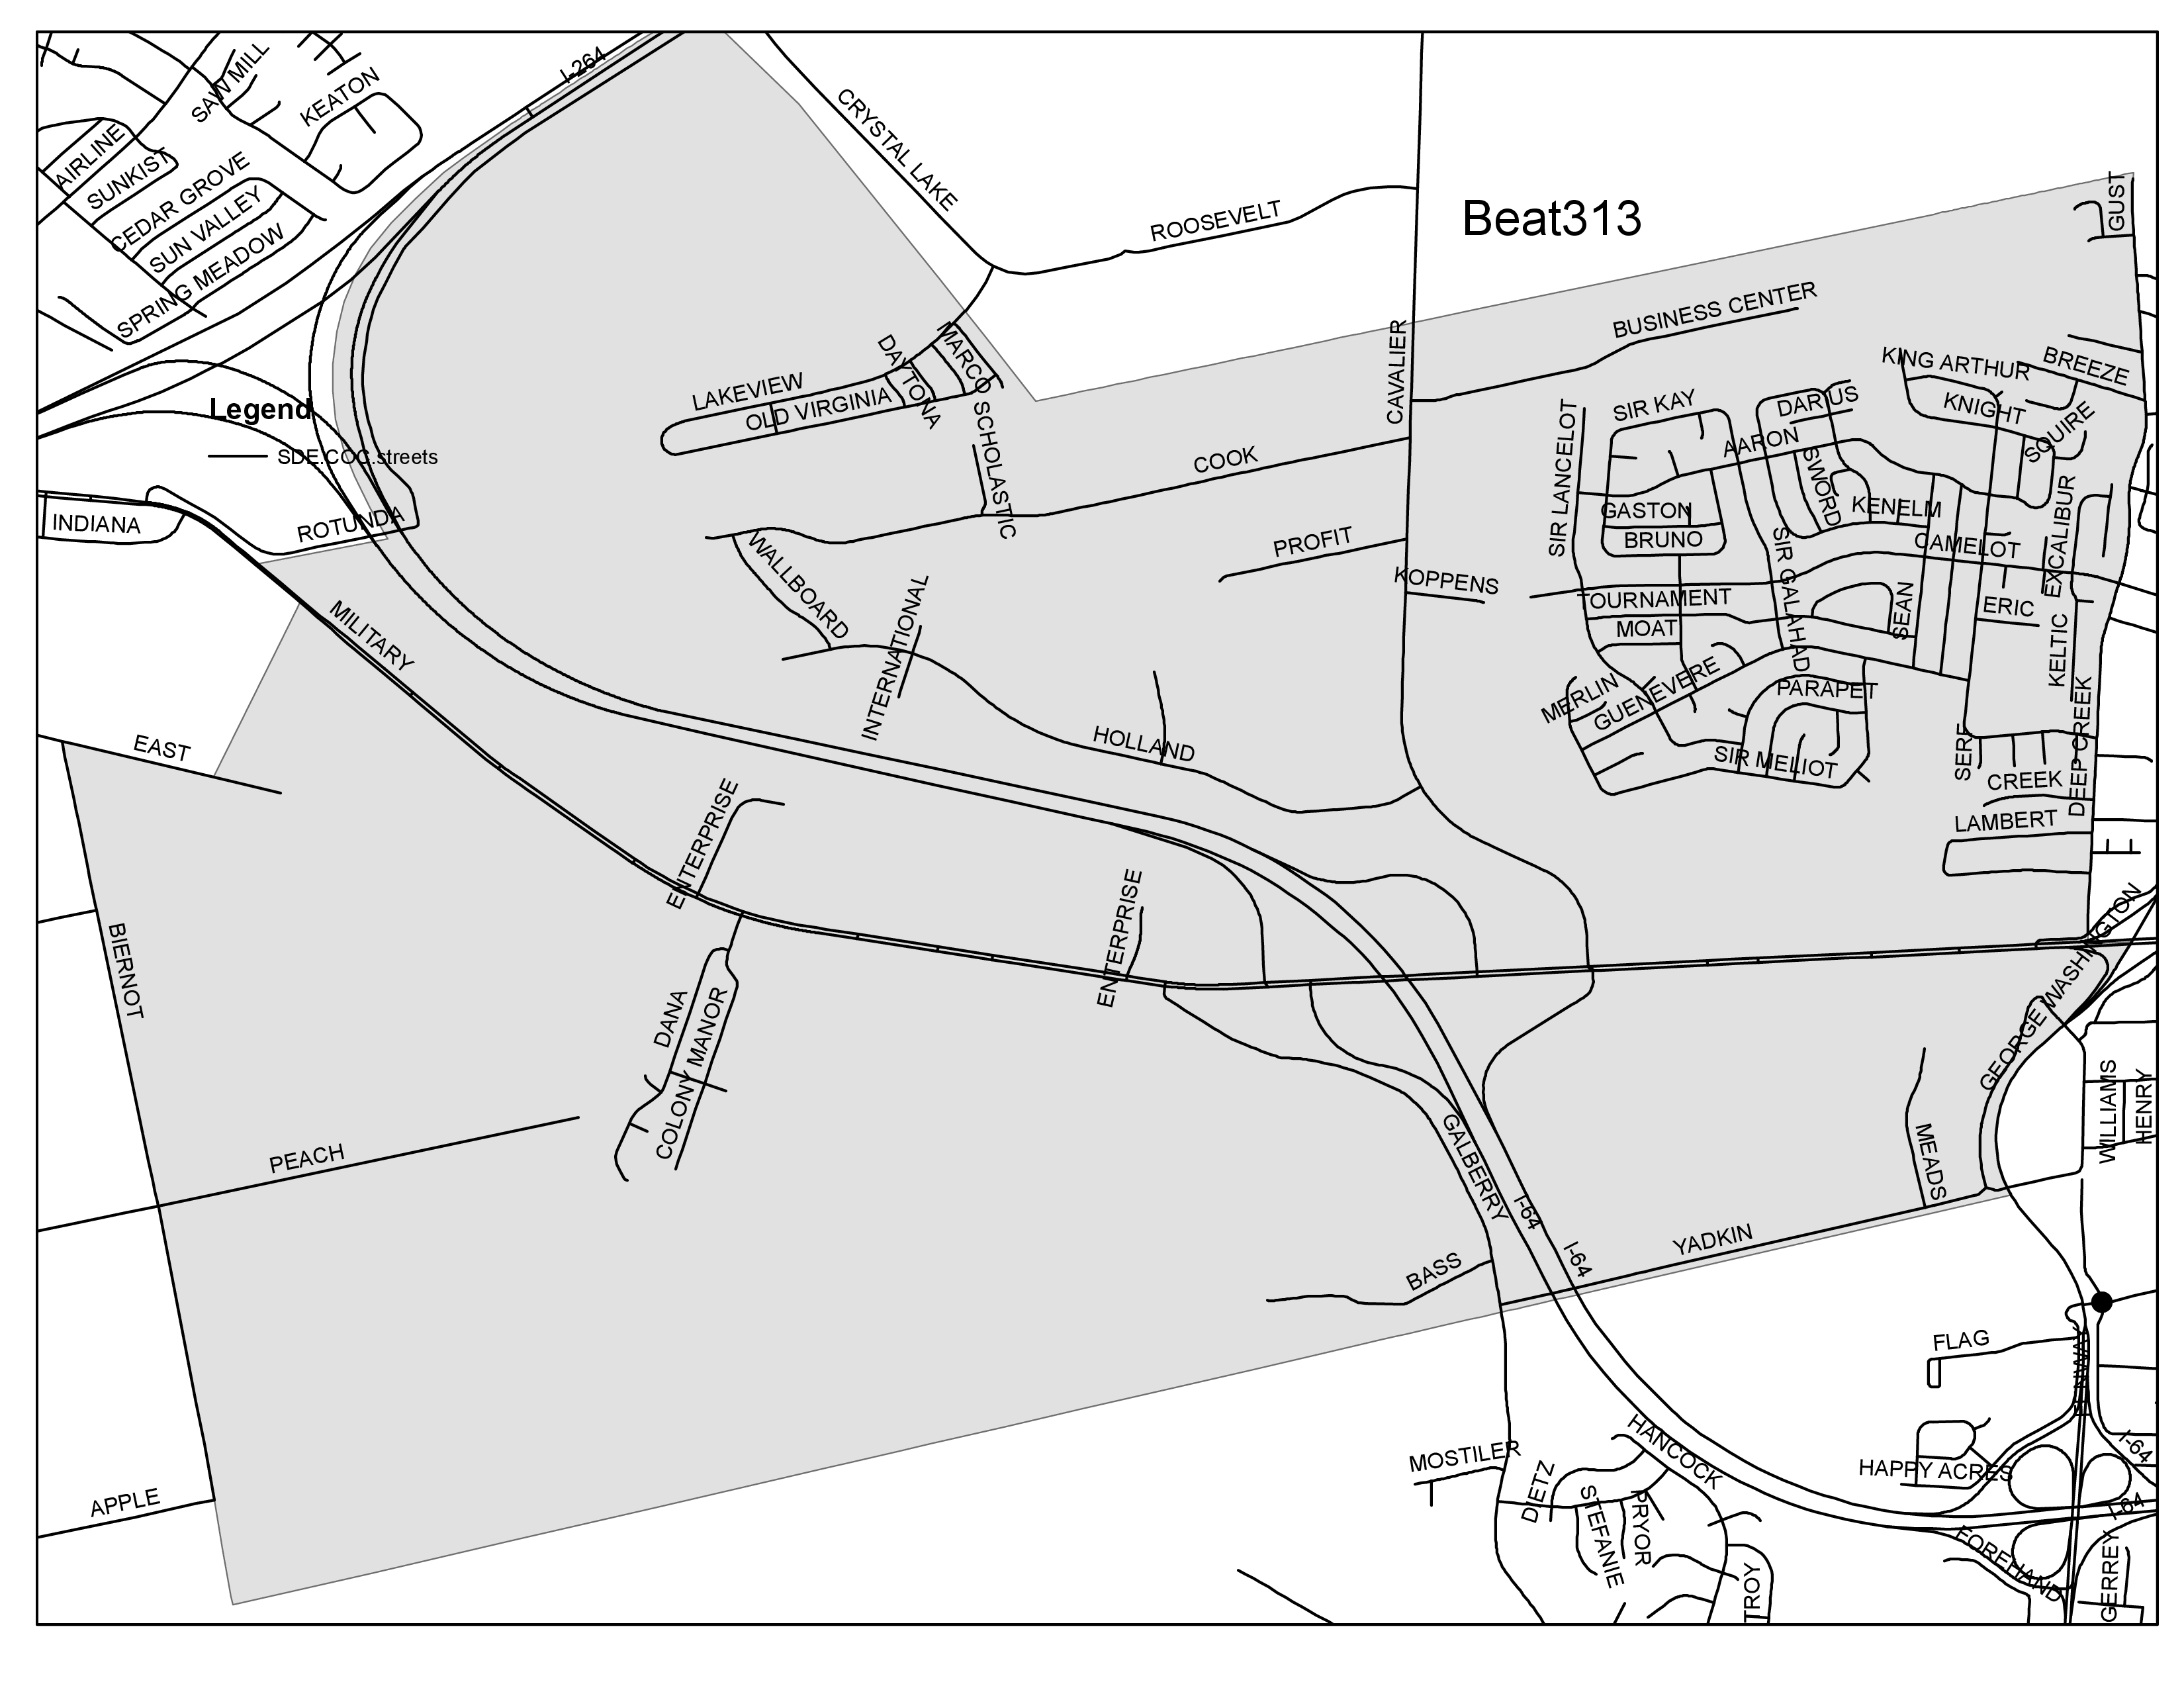 I-264
SAW MILL
KEATON
CRYSTAL LAKE
AIRLINE
SUNKIST
CEDAR GROVE
SUN VALLEY
SPRING MEADOW
ROOSEVELT
Beat313
GUST
BUSINESS CENTER
CAVALIER
MARCO
DAYTONA
LAKEVIEW
OLD VIRGINIA
SCHOLASTIC
KING ARTHUR
BREEZE
KNIGHT
SQUIRE
SIR KAY
DARIUS
AARON
SIR LANCELOT
SWORD
Legend
SDE.COC.streets
COOK
INDIANA
ROTUNDA
GASTON
BRUNO
KENELM
CAMELOT
EXCALIBUR
PROFIT
KOPPENS
WALLBOARD
INTERNATIONAL
TOURNAMENT
MOAT
SIR GALAHAD
SEAN
ERIC
KELTIC
MILITARY
MERLIN
GUENEVERE
PARAPET
EAST
HOLLAND
SIR MELIOT
SERF
CREEK
DEEP CREEK
LAMBERT
ENTERPRISE
ENTERPRISE
BIERNOT
GEORGE WASHINGTON
DANA
COLONY MANOR
WILLIAMS
HENRY
PEACH
GALBERRY
MEADS
I-64
I-64
YADKIN
BASS
FLAG
HANCOCK
MOSTILER
DIETZ
STEFANIE
PRYOR
HAPPY ACRES
I-64
I-64
APPLE
FOREHAND
TROY
GERREY